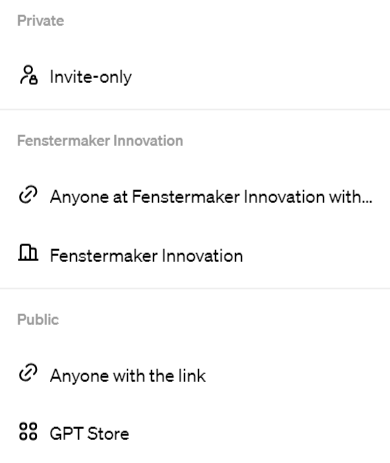 Private
Invite-only
Fenstermaker Innovation
Anyone at Fenstermaker Innovation with...
Fenstermaker Innovation
Public
Anyone with the link
GPT Store